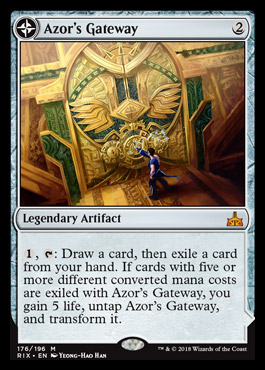 Azor's Gateway 2
Legendary Artifact
1, T: Draw a card, then exile a card
from your hand. If cards with five or
more different converted mana costs
are exiled with Azor's Gateway, you
gain 5 life, untap Azor's Gateway,
and transform it.
176/196 M
RIX • EN Yeong-Hao Han
™ & © 2018 Wizards of the Coast